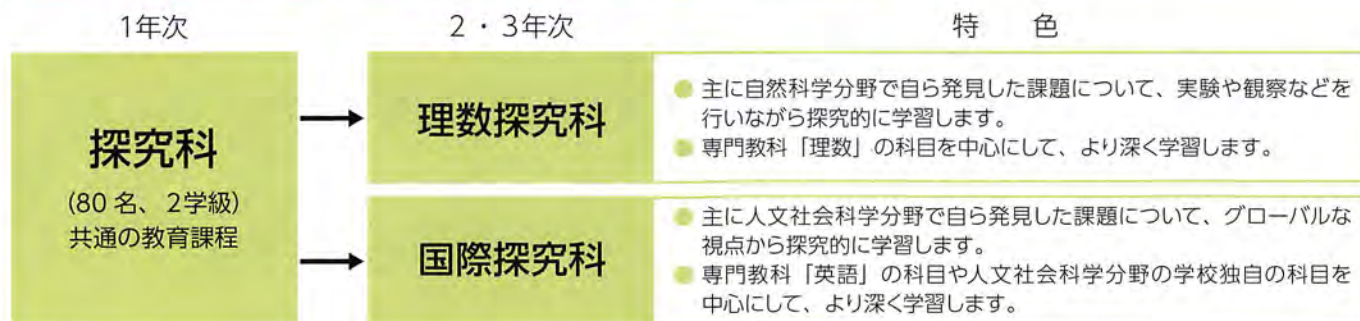 1年次
2・3年次
特 色
探究科
(80 名、2学級)
共通の教育課程
理数探究科
● 主に自然科学分野で自ら発見した課題について、実験や観察などを
行いながら探究的に学習します。
● 専門教科「理数」の科目を中心にして、より深く学習します。
国際探究科
● 主に人文社会科学分野で自ら発見した課題について、グローバルな
視点から探究的に学習します。
● 専門教科「英語」の科目や人文社会科学分野の学校独自の科目を
中心にして、より深く学習します。